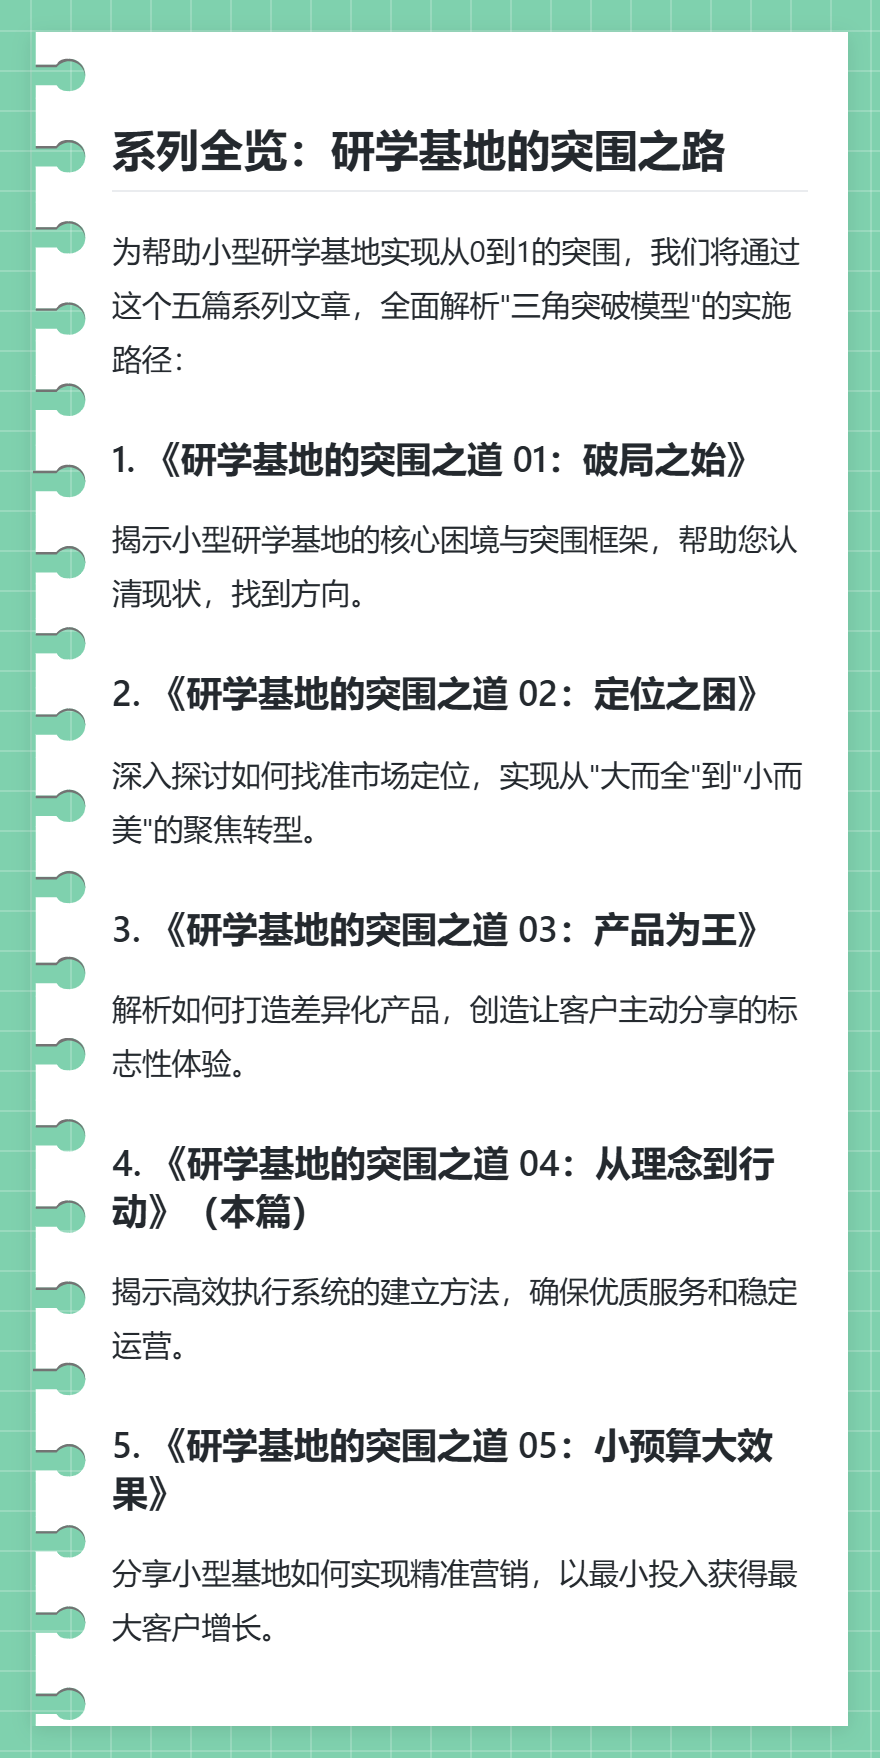 系列全览：研学基地的突围之路
为帮助小型研学基地实现从0到1的突围，我们将通过
这个五篇系列文章，全面解析"三角突破模型"的实施
路径：
1. 《研学基地的突围之道 01：破局之始》
揭示小型研学基地的核心困境与突围框架，帮助您认
清现状，找到方向。
2. 《研学基地的突围之道 02：定位之困》
深入探讨如何找准市场定位，实现从"大而全"到"小而
美"的聚焦转型。
3. 《研学基地的突围之道 03：产品为王》
解析如何打造差异化产品，创造让客户主动分享的标
志性体验。
4. 《研学基地的突围之道 04：从理念到行
动》（本篇）
揭示高效执行系统的建立方法，确保优质服务和稳定
运营。
5. 《研学基地的突围之道 05：小预算大效
果》
分享小型基地如何实现精准营销，以最小投入获得最
大客户增长。